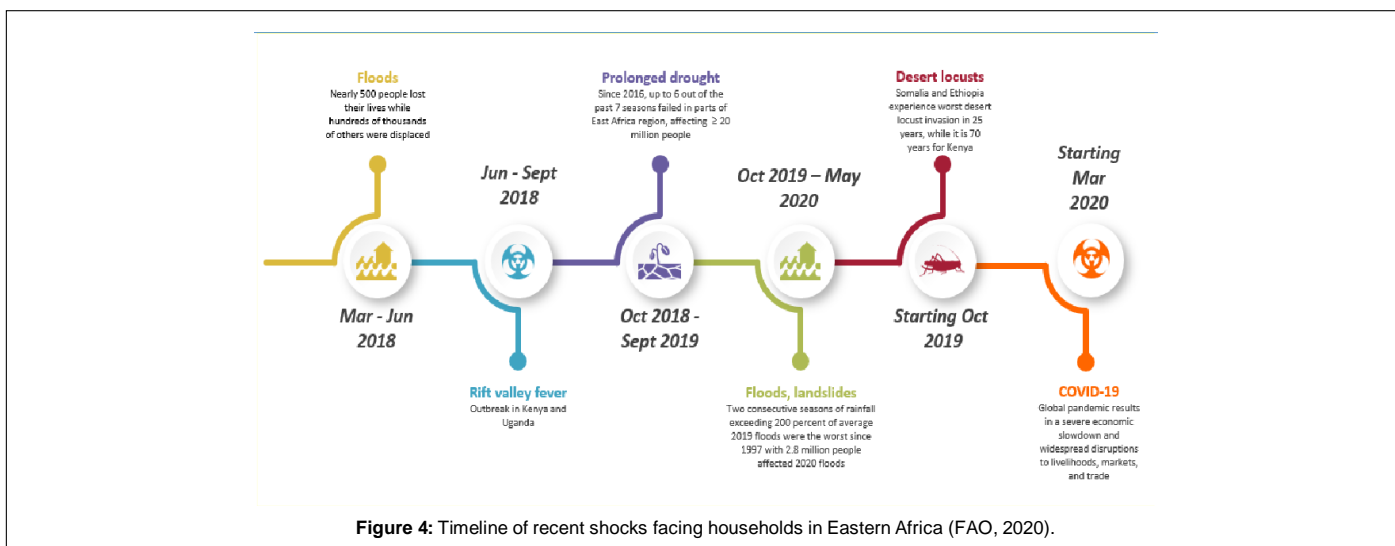 Floods
Nearly 500 people lost
their lives while
hundreds of thousands
of others were displaced
Mar - Jun
2018
Jun - Sept
2018
Rift valley fever
Outbreak in Kenya and
Uganda
Prolonged drought
Since 2016, up to 6 out of the
past 7 seasons failed in parts of
East Africa region, affecting ≥ 20
million people
Oct 2018 -
Sept 2019
Oct 2019 – May
2020
Floods, landslides
Two consecutive seasons of rainfall
exceeding 200 percent of average
2019 floods were the worst since
1997 with 2.8 million people
affected 2020 floods
Desert locusts
Somalia and Ethiopia
experience worst desert
locust invasion in 25
years, while it is 70
years for Kenya
Starting Oct
2019
Starting
Mar
2020
COVID-19
Global pandemic results
in a severe economic
slowdown and
widespread disruptions
to livelihoods, markets,
and trade
Figure 4: Timeline of recent shocks facing households in Eastern Africa (FAO, 2020).